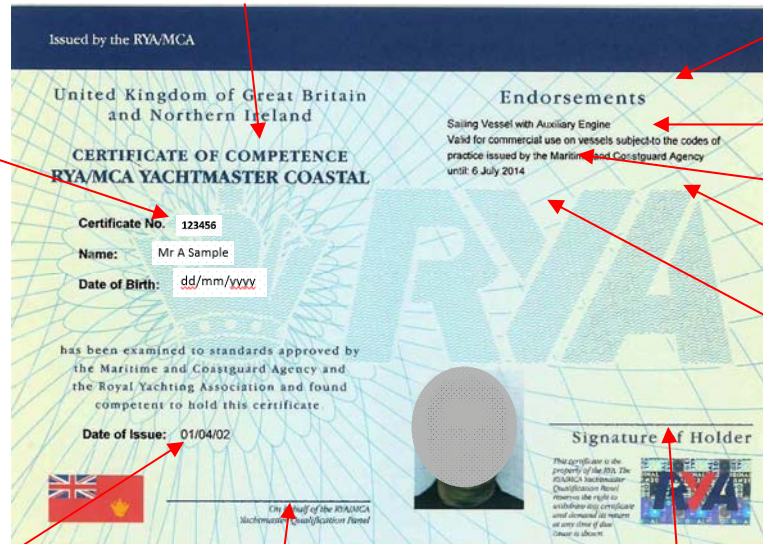 Issued by the RYA/MCA
United Kingdom of Great Britain
and Northern Ireland
CERTIFICATE OF COMPETENCE
RYA/MCA YACHTMASTER COASTAL
Certificate No. 123456
Name: Mr A Sample
Date of Birth: dd/mm/yyyy
has been examined to standards approved by
the Maritime and Coastguard Agency and
the Royal Yachting Association and found
competent to hold this certificate.
Date of Issue: 01/04/02
On behalf of the RYA/MCA
Yachtmaster Qualification Panel
Endorsements
Sailing Vessel with Auxiliary Engine
Valid for commercial use on vessels subject to the codes of
practice issued by the Maritime and Coastguard Agency
until: 6 July 2014
RYA
Signature of Holder
This certificate is the
property of the RYA. The
RYA/MCA Yachtmaster
Qualification Panel
reserves the right to
withdraw this certificate
and demand its return
at any time if due
cause is shown.
RYA